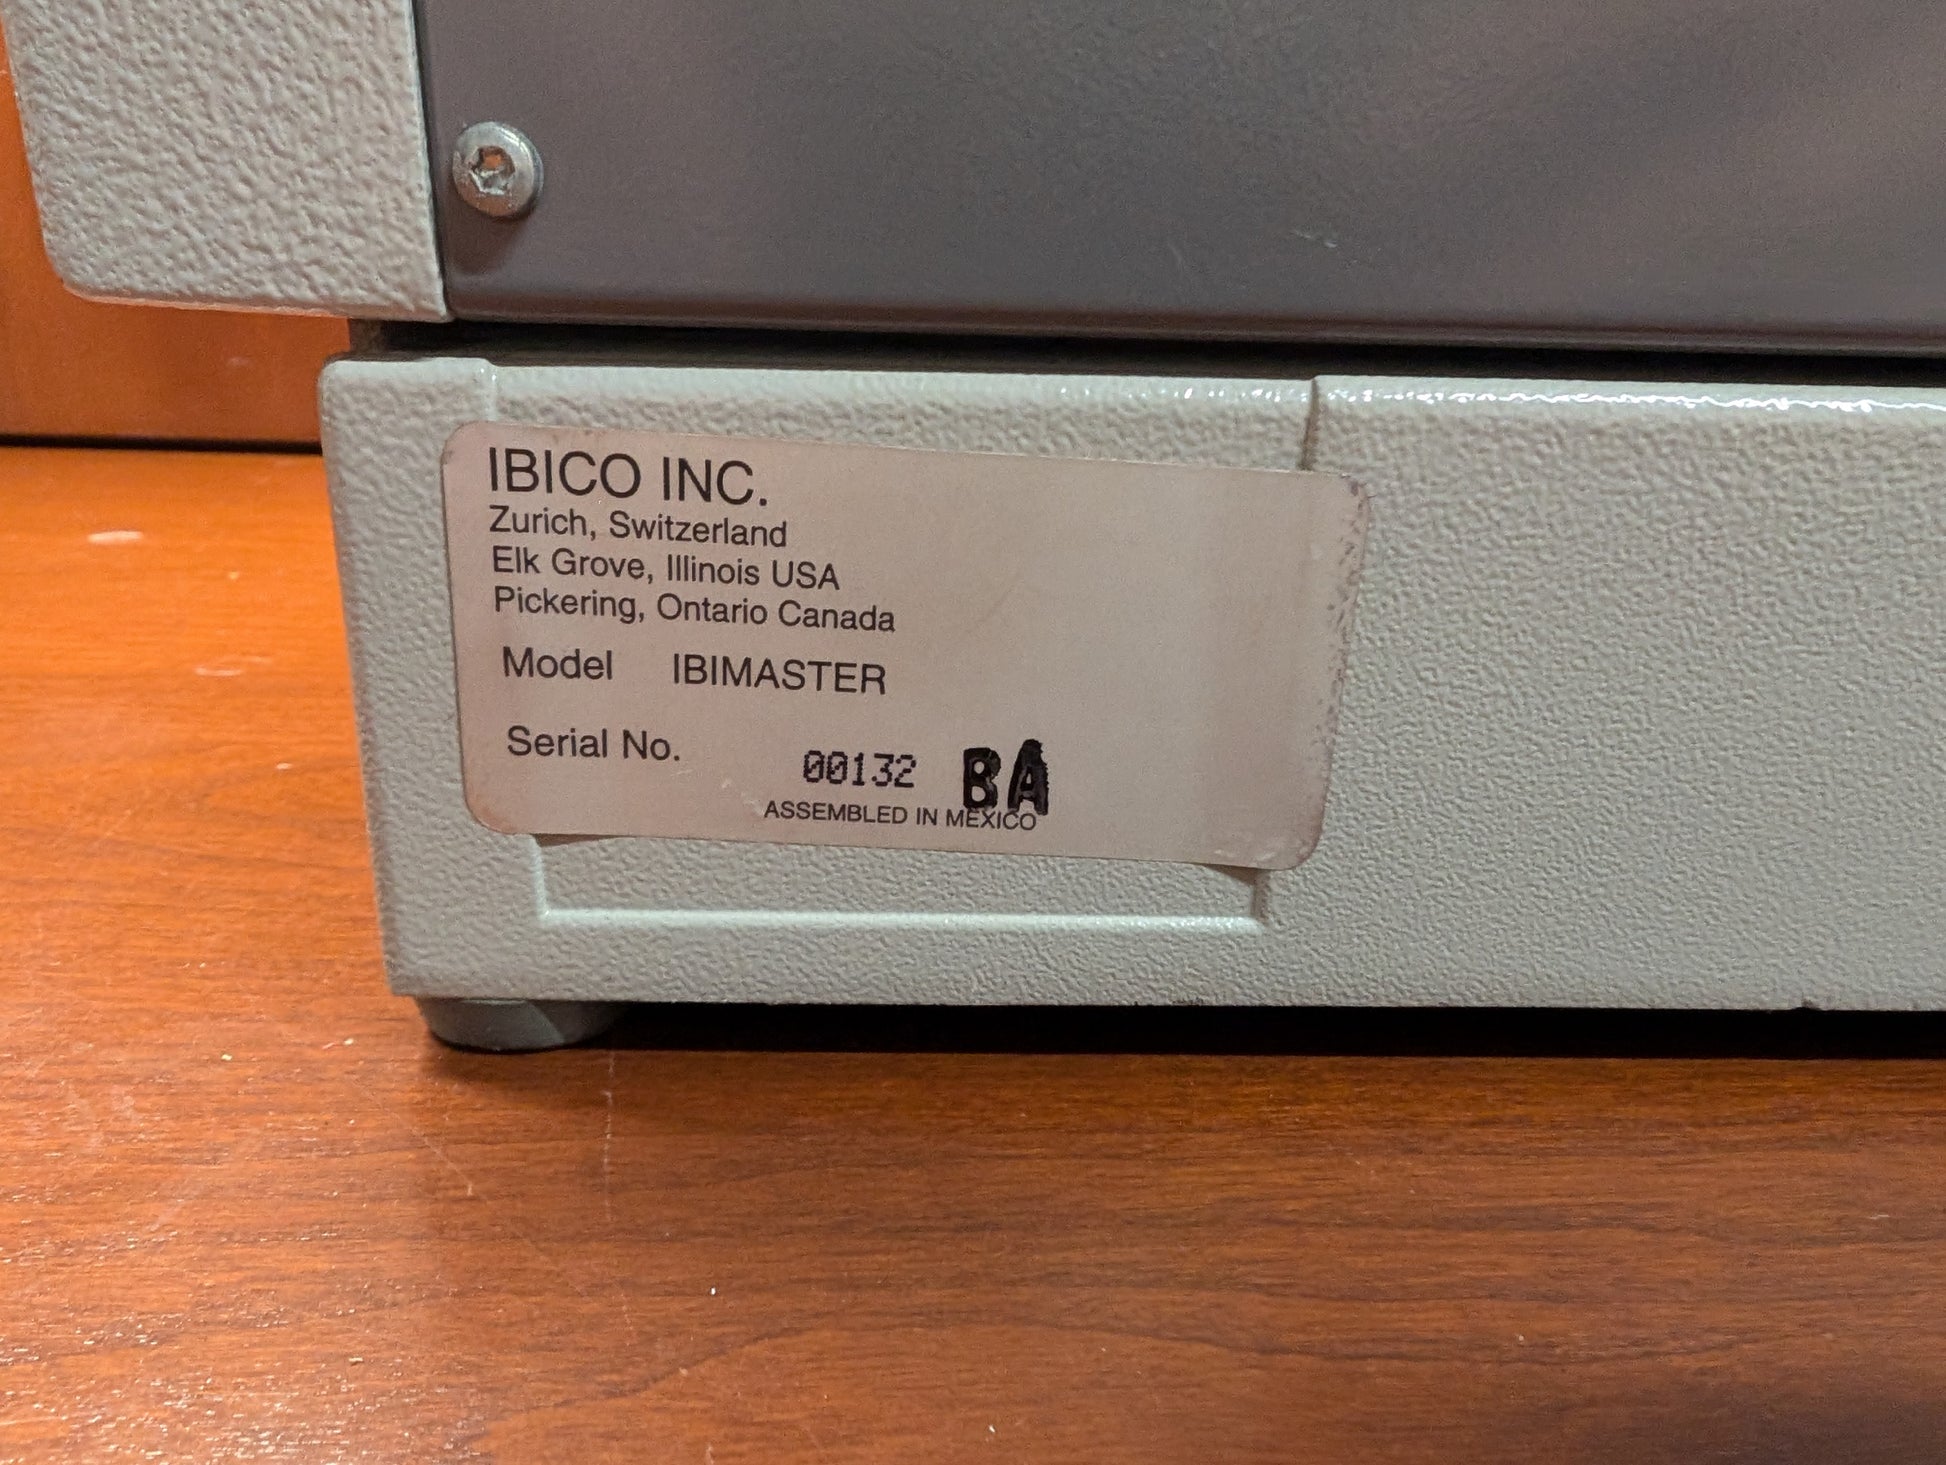 IBICO INC.
Zurich, Switzerland
Elk Grove, Illinois USA
Pickering, Ontario Canada
Model IBIMASTER
Serial No. 00132 BA
ASSEMBLED IN MEXICO